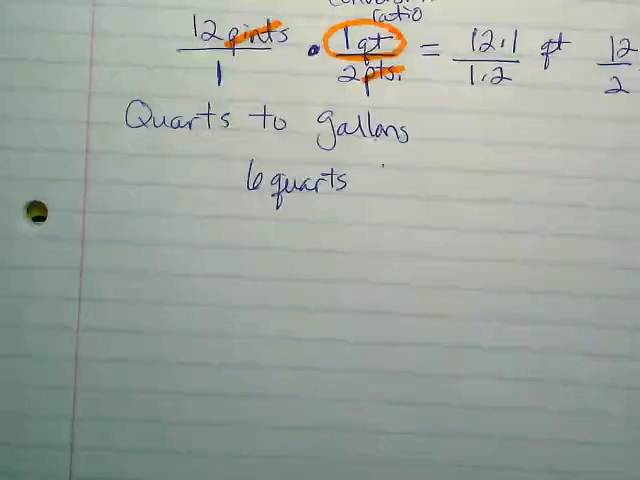 ratio
12 pints / 1 • 1 qt / 2 pts. = 12·1 / 1·2 qt 12 / 2
Quarts to gallons
6 quarts